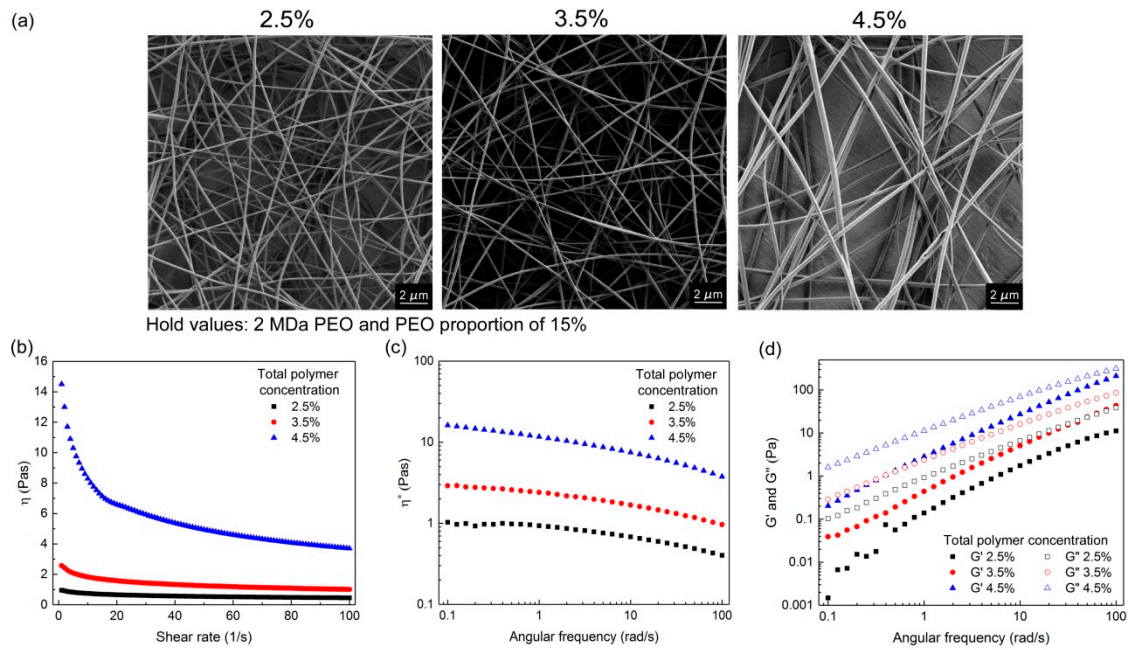 (a)
2.5%
3.5%
4.5%
2 µm
2 µm
2 µm
Hold values: 2 MDa PEO and PEO proportion of 15%
(b)
16
14
12
10
8
6
4
2
0
η (Pas)
0
20
40
60
80
100
Shear rate (1/s)
Total polymer
concentration
2.5%
3.5%
4.5%
(c)
100
10
1
0.1
η* (Pas)
0.1
1
10
100
Angular frequency (rad/s)
Total polymer
concentration
2.5%
3.5%
4.5%
(d)
100
10
1
0.1
0.01
0.001
G' and G'' (Pa)
0.1
1
10
100
Angular frequency (rad/s)
Total polymer concentration
G' 2.5% G'' 2.5%
G' 3.5% G'' 3.5%
G' 4.5% G'' 4.5%